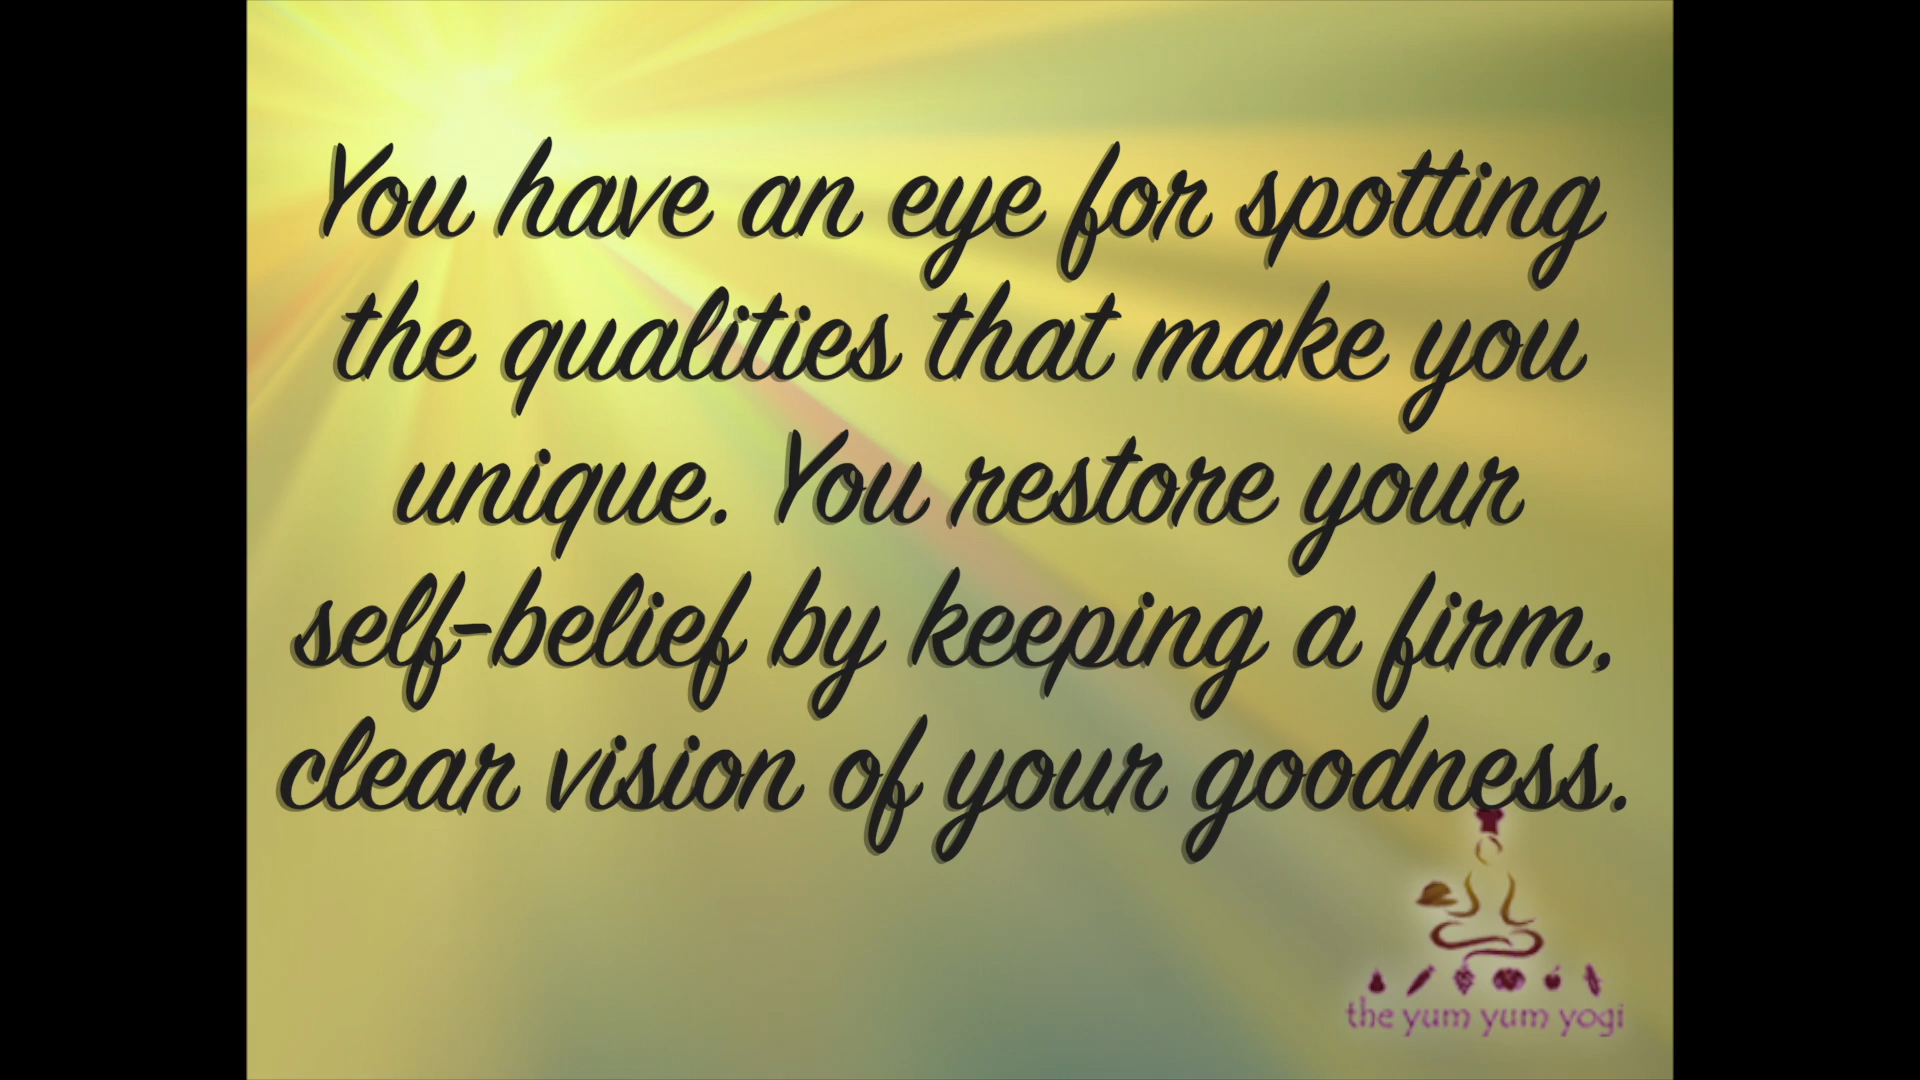 You have an eye for spotting
the qualities that make you
unique. You restore your
self-belief by keeping a firm,
clear vision of your goodness.
the yum yum yogi